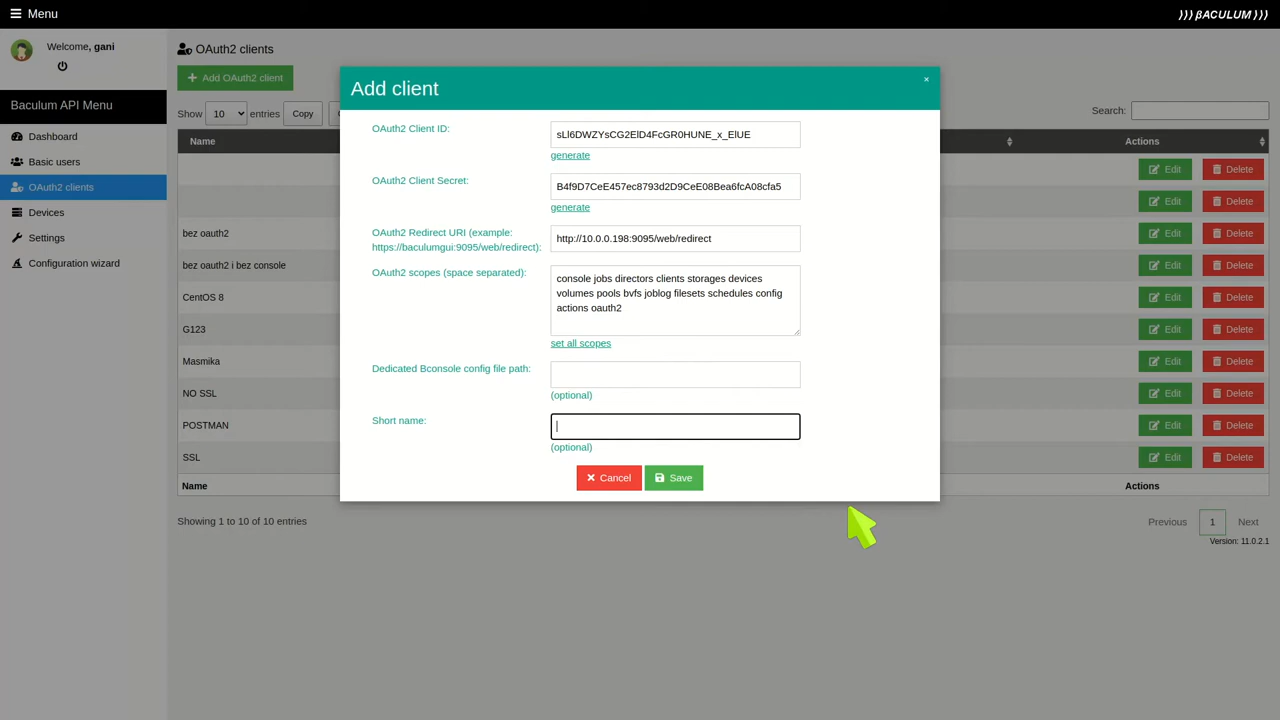 Menu
))) βACULUM )))
Welcome, gani
Baculum API Menu
Dashboard
Basic users
OAuth2 clients
Devices
Settings
Configuration wizard
OAuth2 clients
Add OAuth2 client
Show 10 entries Copy
Search:
Name Actions
Edit Delete
Edit Delete
bez oauth2 Edit Delete
bez oauth2 i bez console Edit Delete
CentOS 8 Edit Delete
G123 Edit Delete
Masmika Edit Delete
NO SSL Edit Delete
POSTMAN Edit Delete
SSL Edit Delete
Name Actions
Showing 1 to 10 of 10 entries
Previous 1 Next
Version: 11.0.2.1
Add client
×
OAuth2 Client ID:
sLl6DWZYsCG2ElD4FcGR0HUNE_x_ElUE
generate
OAuth2 Client Secret:
B4f9D7CeE457ec8793d2D9CeE08Bea6fcA08cfa5
generate
OAuth2 Redirect URI (example:
https://baculumgui:9095/web/redirect):
http://10.0.0.198:9095/web/redirect
OAuth2 scopes (space separated):
console jobs directors clients storages devices
volumes pools bvfs joblog filesets schedules config
actions oauth2
set all scopes
Dedicated Bconsole config file path:
(optional)
Short name:
(optional)
Cancel Save